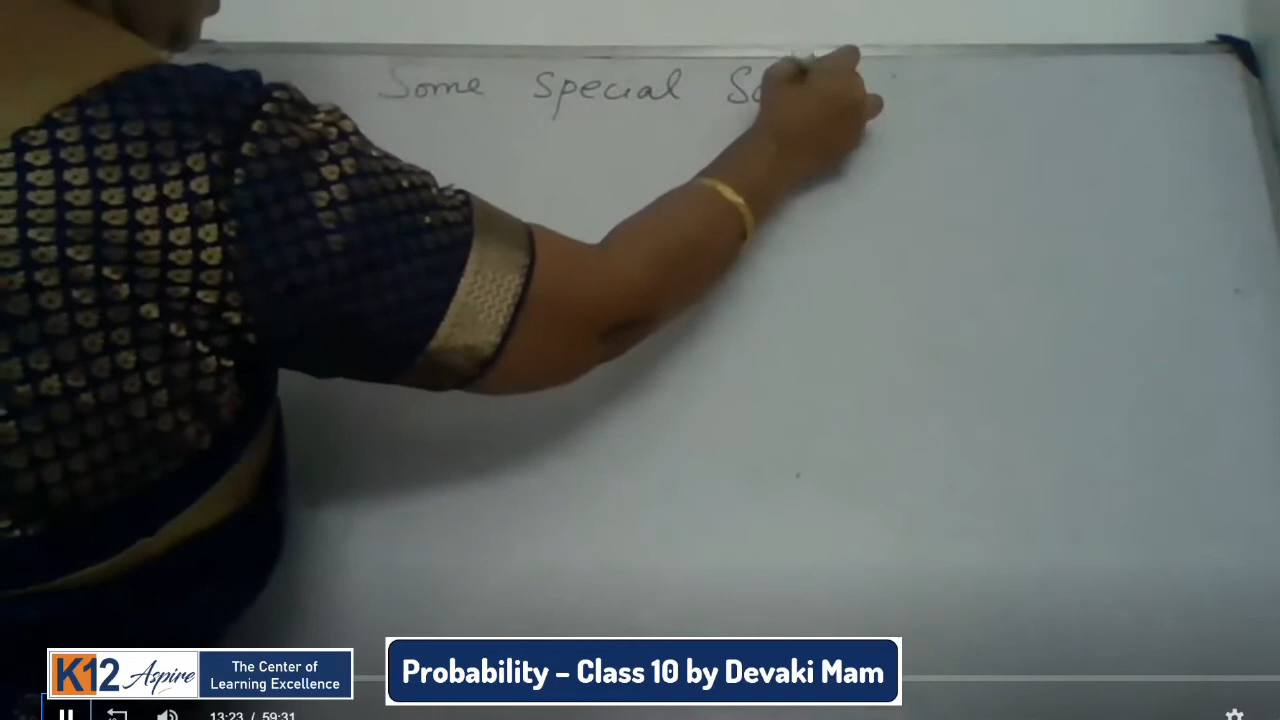 Some special
K12 Aspire
The Center of
Learning Excellence
Probability – Class 10 by Devaki Mam
13:23 / 59:31